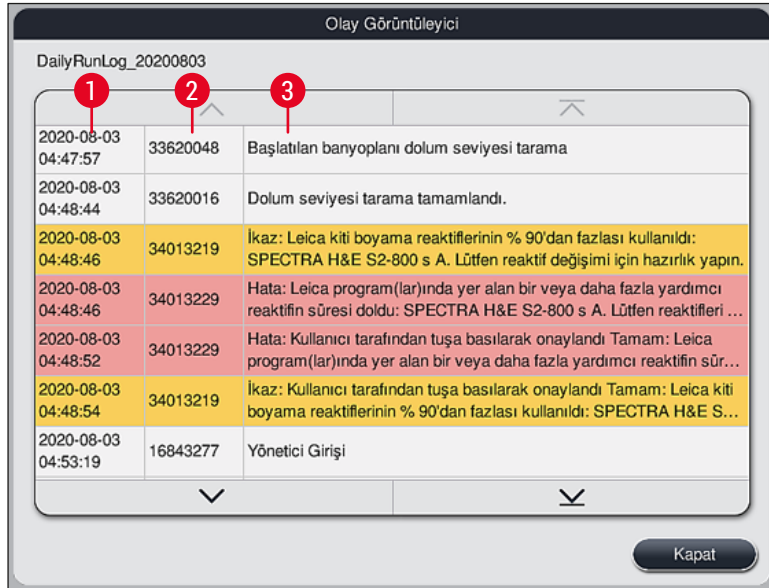 Olay Görüntüleyici
DailyRunLog_20200803
1
2
3
2020-08-03
04:47:57
33620048
Başlatılan banyoplanı dolum seviyesi tarama
2020-08-03
04:48:44
33620016
Dolum seviyesi tarama tamamlandı.
2020-08-03
04:48:46
34013219
İkaz: Leica kiti boyama reaktiflerinin % 90'dan fazlası kullanıldı:
SPECTRA H&E S2-800 s A. Lütfen reaktif değişimi için hazırlık yapın.
2020-08-03
04:48:46
34013229
Hata: Leica program(lar)ında yer alan bir veya daha fazla yardımcı
reaktifin süresi doldu: SPECTRA H&E S2-800 s A. Lütfen reaktifleri ...
2020-08-03
04:48:52
34013229
Hata: Kullanıcı tarafından tuşa basılarak onaylandı Tamam: Leica
program(lar)ında yer alan bir veya daha fazla yardımcı reaktifin sür...
2020-08-03
04:48:54
34013219
İkaz: Kullanıcı tarafından tuşa basılarak onaylandı Tamam: Leica kiti
boyama reaktiflerinin % 90'dan fazlası kullanıldı: SPECTRA H&E S...
2020-08-03
04:53:19
16843277
Yönetici Girişi
Kapat